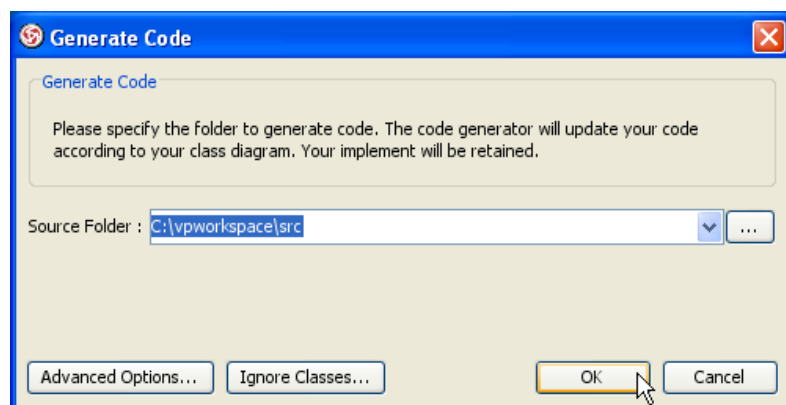 Generate Code
Generate Code
Please specify the folder to generate code. The code generator will update your code
according to your class diagram. Your implement will be retained.
Source Folder : C:\vpworkspace\src ...
Advanced Options... Ignore Classes... OK Cancel